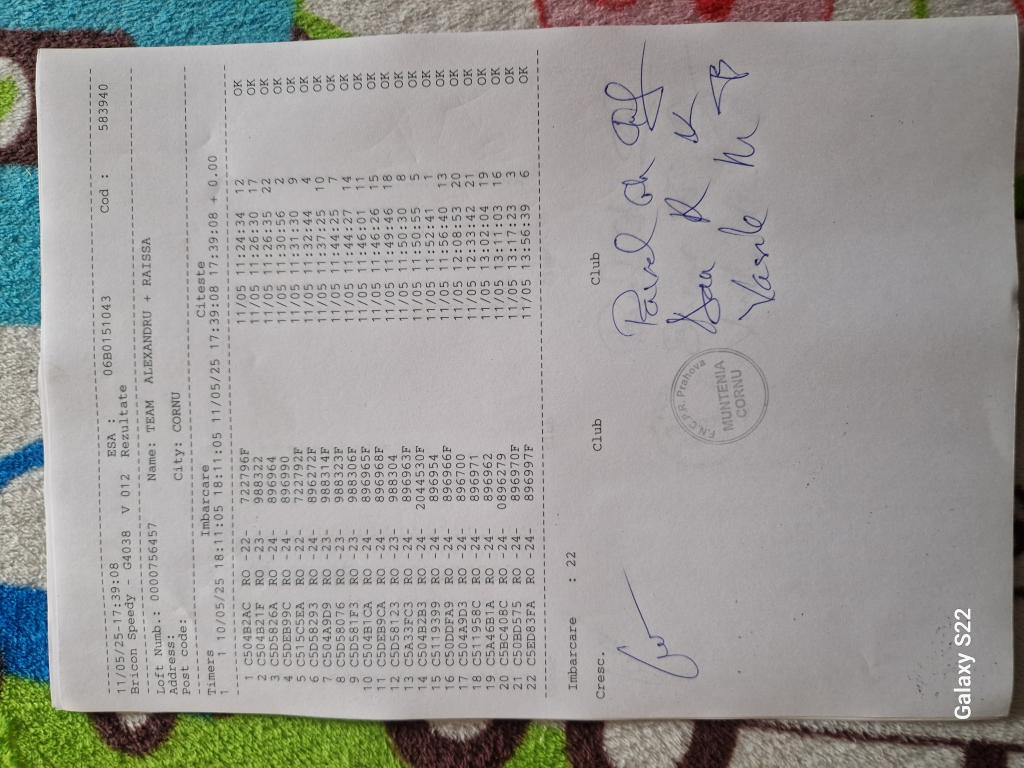 11/05/25-17:39:08 ESA : 06B0151043 Cod : 583940
Bricon Speedy - G4038 V 012 Rezultate
Loft Numb.: 0000756457 Name: TEAM ALEXANDRU + RAISSA
Address:
Post code: City: CORNU
Imbarcare Citeste
Timers 1 10/05/25 18:11:05 18:11:05 11/05/25 17:39:08 17:39:08 + 0.00
1
1 C504B2AC RO -22- 722796F 11/05 11:24:34 12 OK
2 C504B21F RO -23- 988322 11/05 11:26:30 17 OK
3 C5D5826A RO -24- 896964 11/05 11:26:35 22 OK
4 C5DEB99C RO -24- 896990 11/05 11:30:56 2 OK
5 C515C5EA RO -22- 722792F 11/05 11:31:30 9 OK
6 C5D58293 RO -24- 896272F 11/05 11:32:44 4 OK
7 C504A9D9 RO -23- 988314F 11/05 11:37:25 10 OK
8 C5D58076 RO -23- 988323F 11/05 11:44:25 7 OK
9 C5D581F3 RO -23- 988306F 11/05 11:44:27 14 OK
10 C504B1CA RO -24- 896965F 11/05 11:46:01 11 OK
11 C5DEB9CA RO -24- 896968F 11/05 11:46:26 15 OK
12 C5D58123 RO -23- 988304 11/05 11:49:46 18 OK
13 C5A33FC3 RO -24- 896963F 11/05 11:50:30 8 OK
14 C504B2B3 RO -24- 2044530F 11/05 11:50:55 5 OK
15 C5119399 RO -24- 896954 11/05 11:52:41 1 OK
16 C50DDFA9 RO -24- 896966F 11/05 11:56:40 13 OK
17 C504A9D3 RO -24- 896700 11/05 12:08:53 20 OK
18 C511958C RO -24- 896971 11/05 12:33:42 21 OK
19 C5A46B1A RO -24- 896962 11/05 13:02:04 19 OK
20 C5BC408C RO -24- 0896279 11/05 13:11:03 16 OK
21 C50BD575 RO -24- 896970F 11/05 13:17:23 3 OK
22 C5ED83FA RO -24- 896997F 11/05 13:56:39 6 OK
Imbarcare : 22
Cresc. Club Club
F.N.C.P.R. Prahova
MUNTENIA
CORNU
Pavel
Dan R K
Vasile M B
Galaxy S22